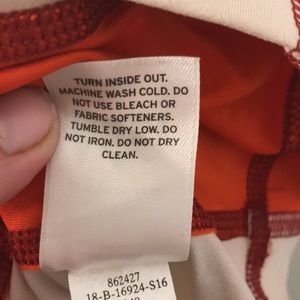 TURN INSIDE OUT.
MACHINE WASH COLD. DO
NOT USE BLEACH OR
FABRIC SOFTENERS.
TUMBLE DRY LOW. DO
NOT IRON. DO NOT DRY
CLEAN.
862427
18-B-16924-S16